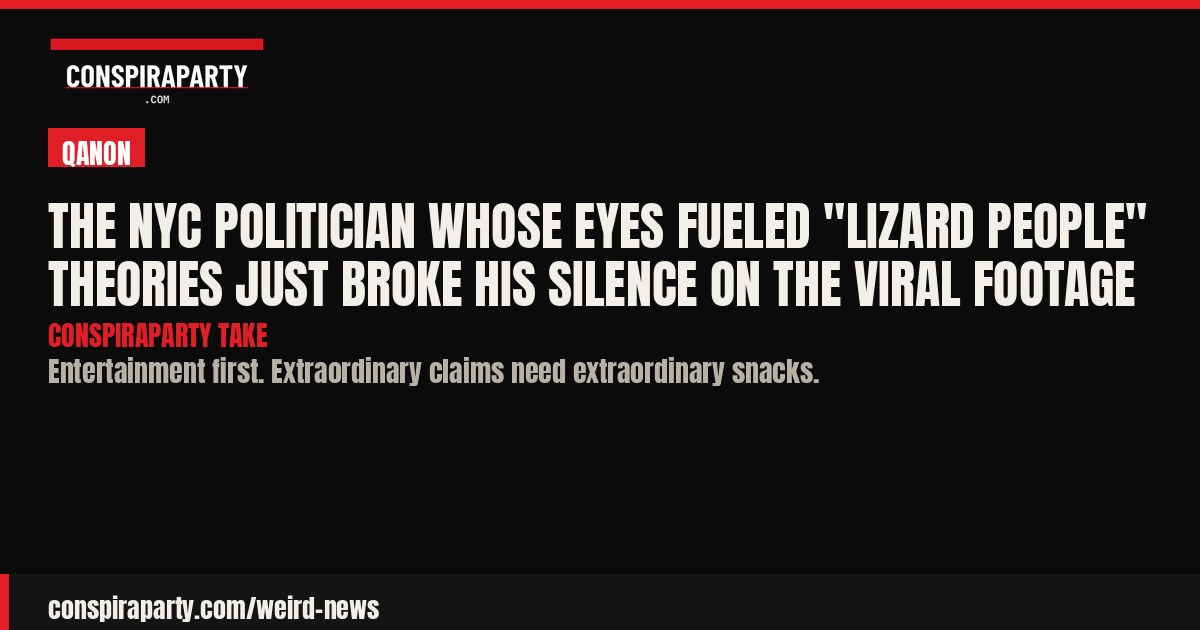 CONSPIRAPARTY
.COM
QANON
THE NYC POLITICIAN WHOSE EYES FUELED "LIZARD PEOPLE"
THEORIES JUST BROKE HIS SILENCE ON THE VIRAL FOOTAGE
CONSPIRAPARTY TAKE
Entertainment first. Extraordinary claims need extraordinary snacks.
conspiraparty.com/weird-news